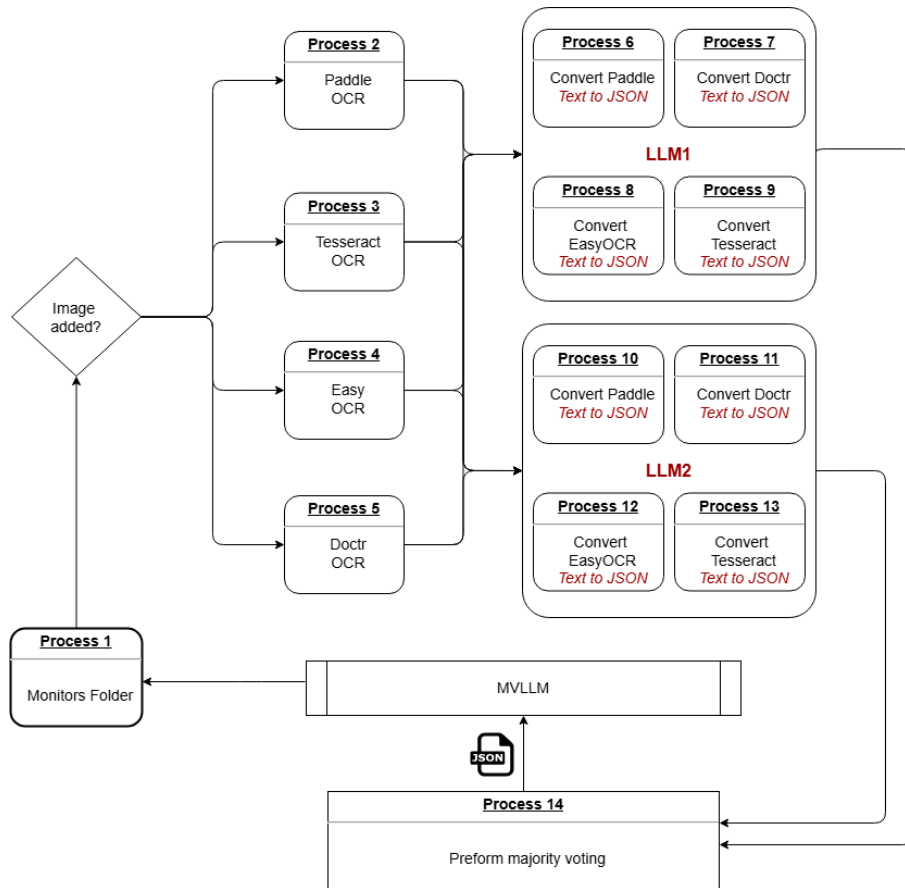 Process 2
Paddle
OCR
Process 3
Tesseract
OCR
Process 4
Easy
OCR
Process 5
Doctr
OCR
Image
added?
Process 1
Monitors Folder
Process 6
Convert Paddle
Text to JSON
Process 7
Convert Doctr
Text to JSON
LLM1
Process 8
Convert
EasyOCR
Text to JSON
Process 9
Convert
Tesseract
Text to JSON
Process 10
Convert Paddle
Text to JSON
Process 11
Convert Doctr
Text to JSON
LLM2
Process 12
Convert
EasyOCR
Text to JSON
Process 13
Convert
Tesseract
Text to JSON
MVLLM
JSON
Process 14
Preform majority voting